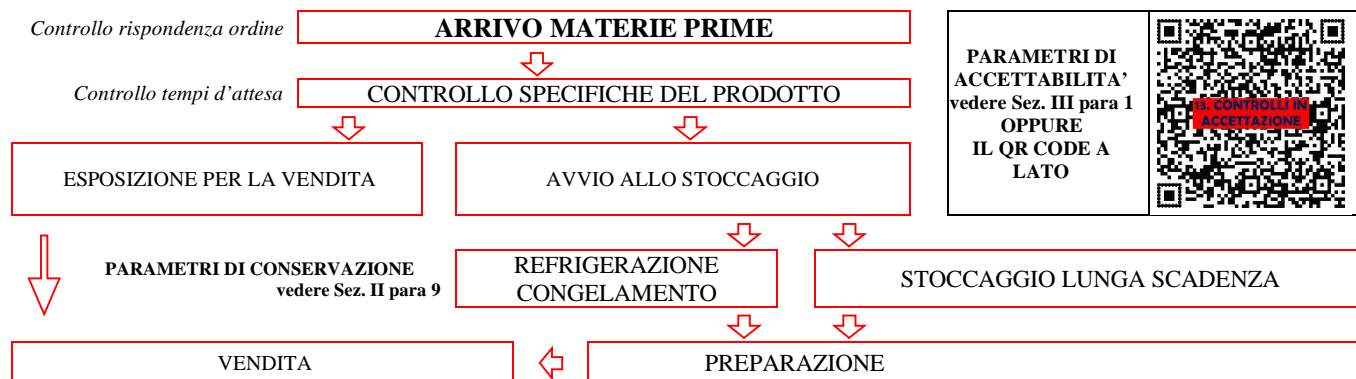 Controllo rispondenza ordine
ARRIVO MATERIE PRIME
Controllo tempi d'attesa
CONTROLLO SPECIFICHE DEL PRODOTTO
PARAMETRI DI
ACCETTABILITA'
vedere Sez. III para 1
OPPURE
IL QR CODE A
LATO
13. CONTROLLI IN
ACCETTAZIONE
ESPOSIZIONE PER LA VENDITA
AVVIO ALLO STOCCAGGIO
PARAMETRI DI CONSERVAZIONE
vedere Sez. II para 9
REFRIGERAZIONE
CONGELAMENTO
STOCCAGGIO LUNGA SCADENZA
VENDITA
PREPARAZIONE